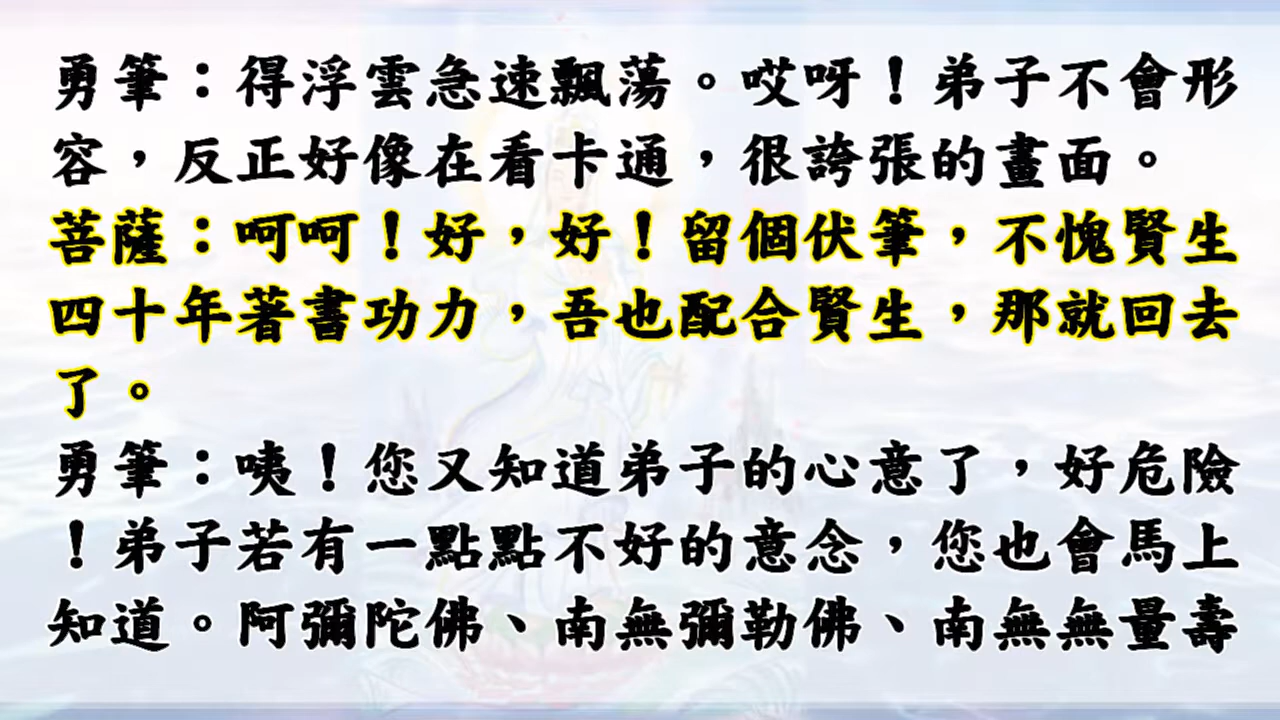 勇筆：得浮雲急速飄蕩。哎呀！弟子不會形
容，反正好像在看卡通，很誇張的畫面。
菩薩：呵呵！好，好！留個伏筆，不愧賢生
四十年著書功力，吾也配合賢生，那就回去
了。
勇筆：咦！您又知道弟子的心意了，好危險
！弟子若有一點點不好的意念，您也會馬上
知道。阿彌陀佛、南無彌勒佛、南無無量壽